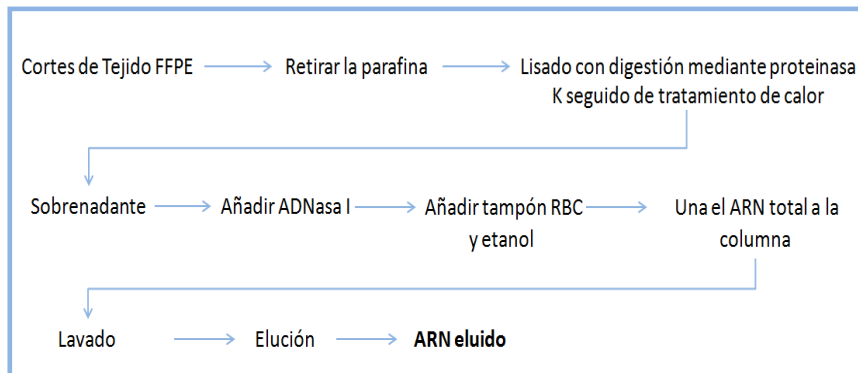 Cortes de Tejido FFPE
Retirar la parafina
Lisado con digestión mediante proteinasa
K seguido de tratamiento de calor
Sobrenadante
Añadir ADNasa I
Añadir tampón RBC
y etanol
Una el ARN total a la
columna
Lavado
Elución
ARN eluido